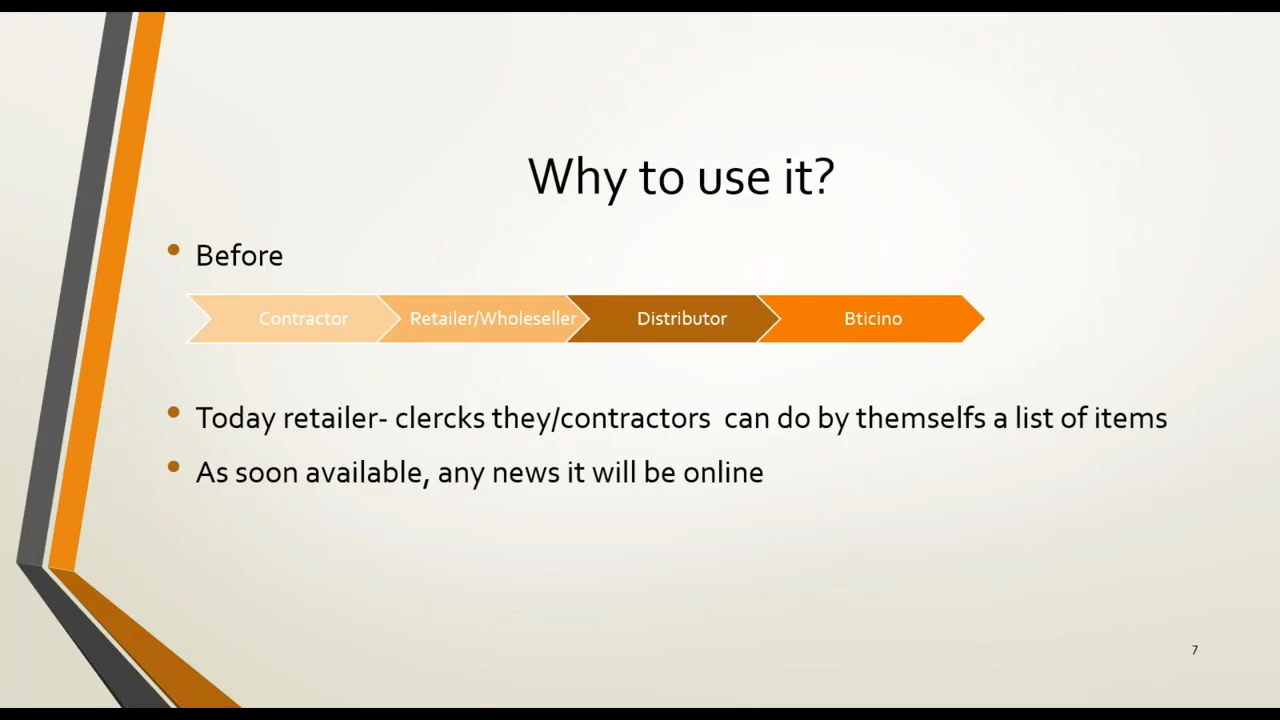 Why to use it?
Before
Contractor
Retailer/Wholeseller
Distributor
Bticino
Today retailer- clercks they/contractors can do by themselfs a list of items
As soon available, any news it will be online
7